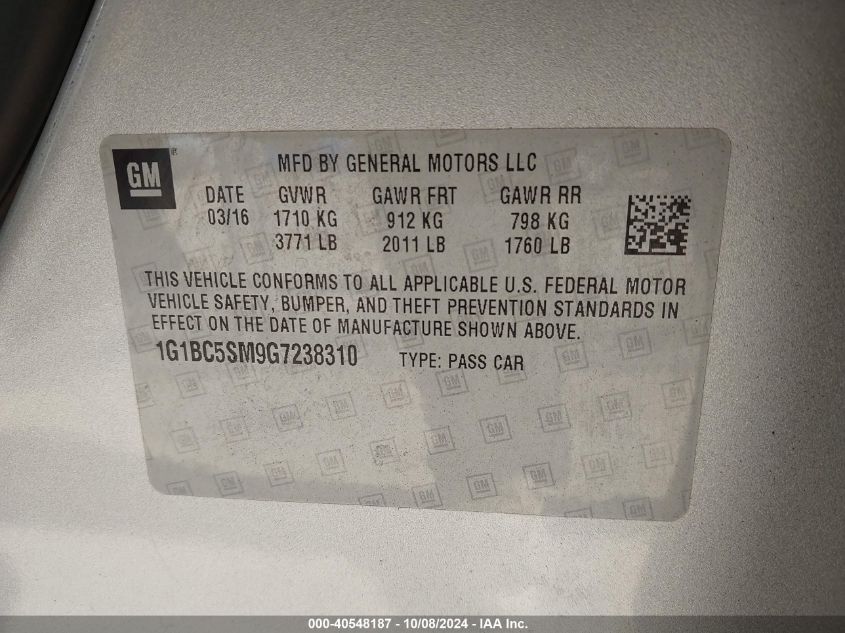 GM
MFD BY GENERAL MOTORS LLC
DATE GVWR GAWR FRT GAWR RR
03/16 1710 KG 912 KG 798 KG
3771 LB 2011 LB 1760 LB
THIS VEHICLE CONFORMS TO ALL APPLICABLE U.S. FEDERAL MOTOR
VEHICLE SAFETY, BUMPER, AND THEFT PREVENTION STANDARDS IN
EFFECT ON THE DATE OF MANUFACTURE SHOWN ABOVE.
1G1BC5SM9G7238310 TYPE: PASS CAR
000-40548187 - 10/08/2024 - IAA Inc.